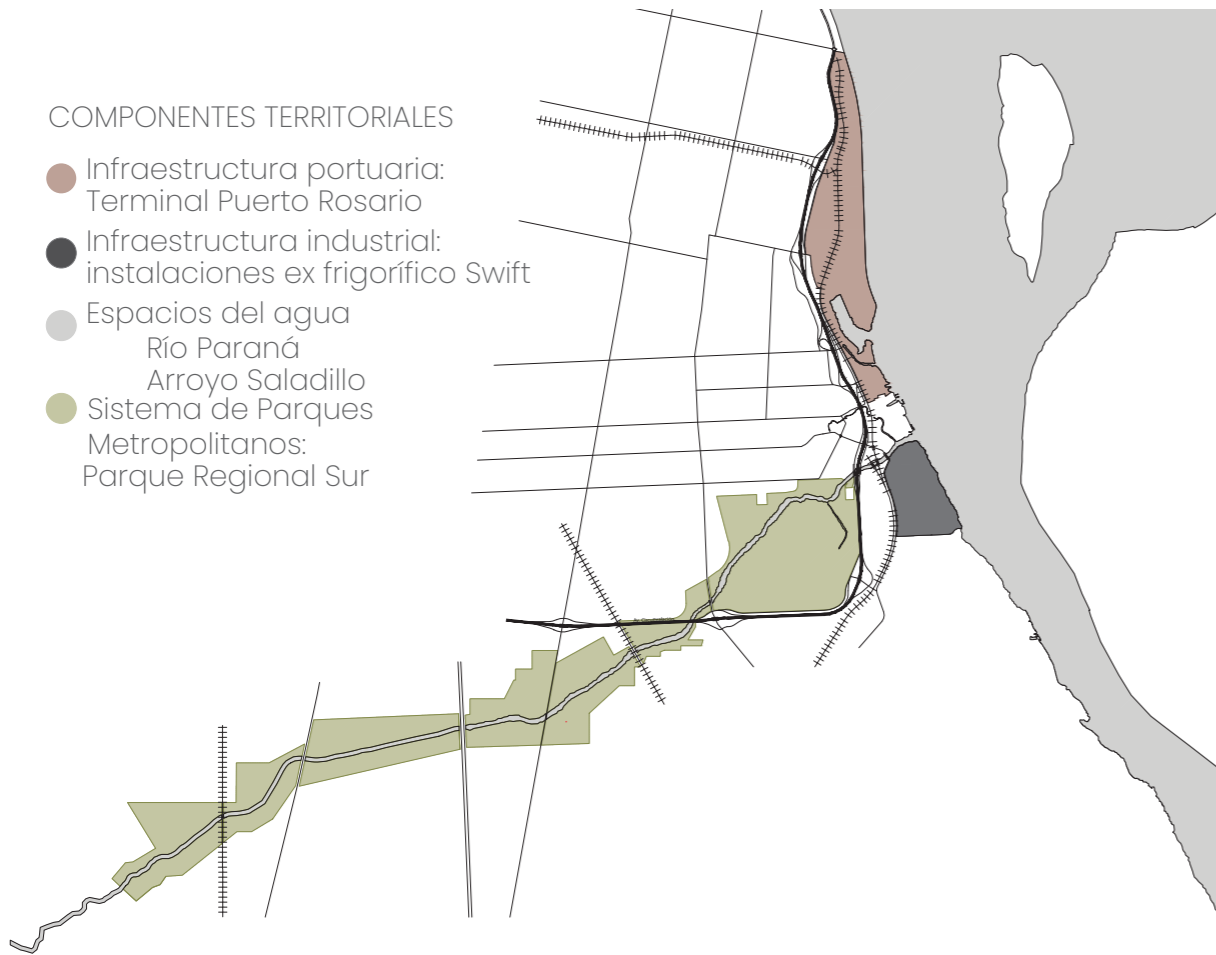 COMPONENTES TERRITORIALES
Infraestructura portuaria:
Terminal Puerto Rosario
Infraestructura industrial:
instalaciones ex frigorífico Swift
Espacios del agua
Río Paraná
Arroyo Saladillo
Sistema de Parques
Metropolitanos:
Parque Regional Sur